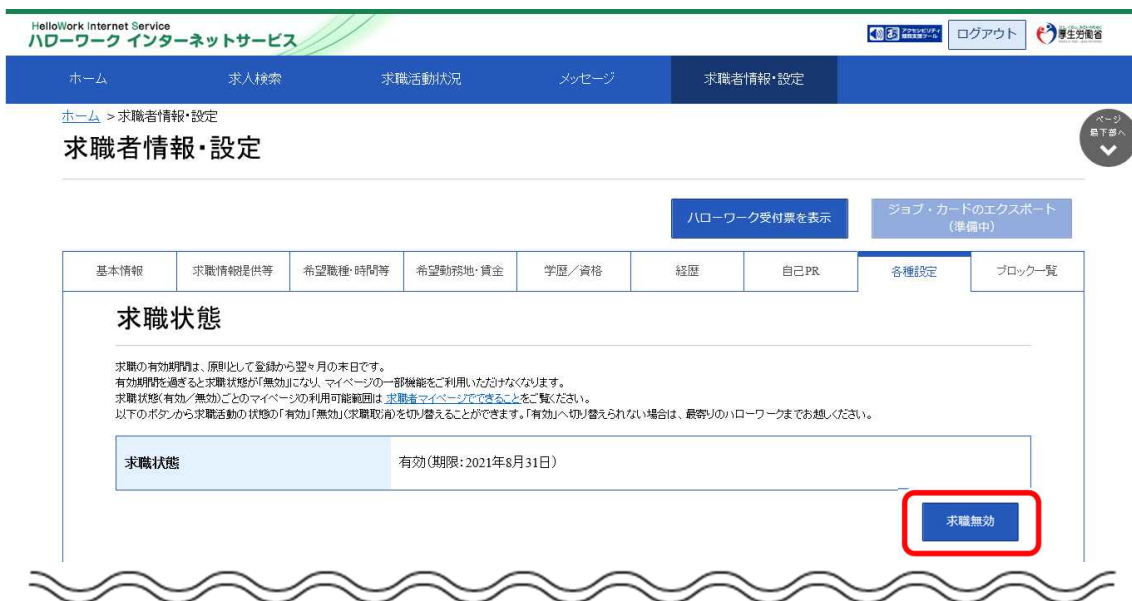 HelloWork Internet Service
ハローワーク インターネットサービス
ログアウト
厚生労働省
ホーム
求人検索
求職活動状況
メッセージ
求職者情報・設定
ホーム >求職者情報・設定
ページ
最下部へ
求職者情報・設定
ハローワーク受付票を表示
ジョブ・カードのエクスポート
(準備中)
基本情報
求職情報提供等
希望職種・時間等
希望勤務地・賃金
学歴/資格
経歴
自己PR
各種設定
ブロック一覧
求職状態
求職の有効期間は、原則として登録から翌々月の末日です。
有効期間を過ぎると求職状態が「無効」になり、マイページの一部機能をご利用いただけなくなります。
求職状態(有効/無効)ごとのマイページの利用可能範囲は 求職者マイページでできることをご覧ください。
以下のボタンから求職活動の状態の「有効」「無効」(求職取消)を切り替えることができます。「有効」へ切り替えられない場合は、最寄りのハローワークまでお越しください。
求職状態
有効(期限:2021年8月31日)
求職無効